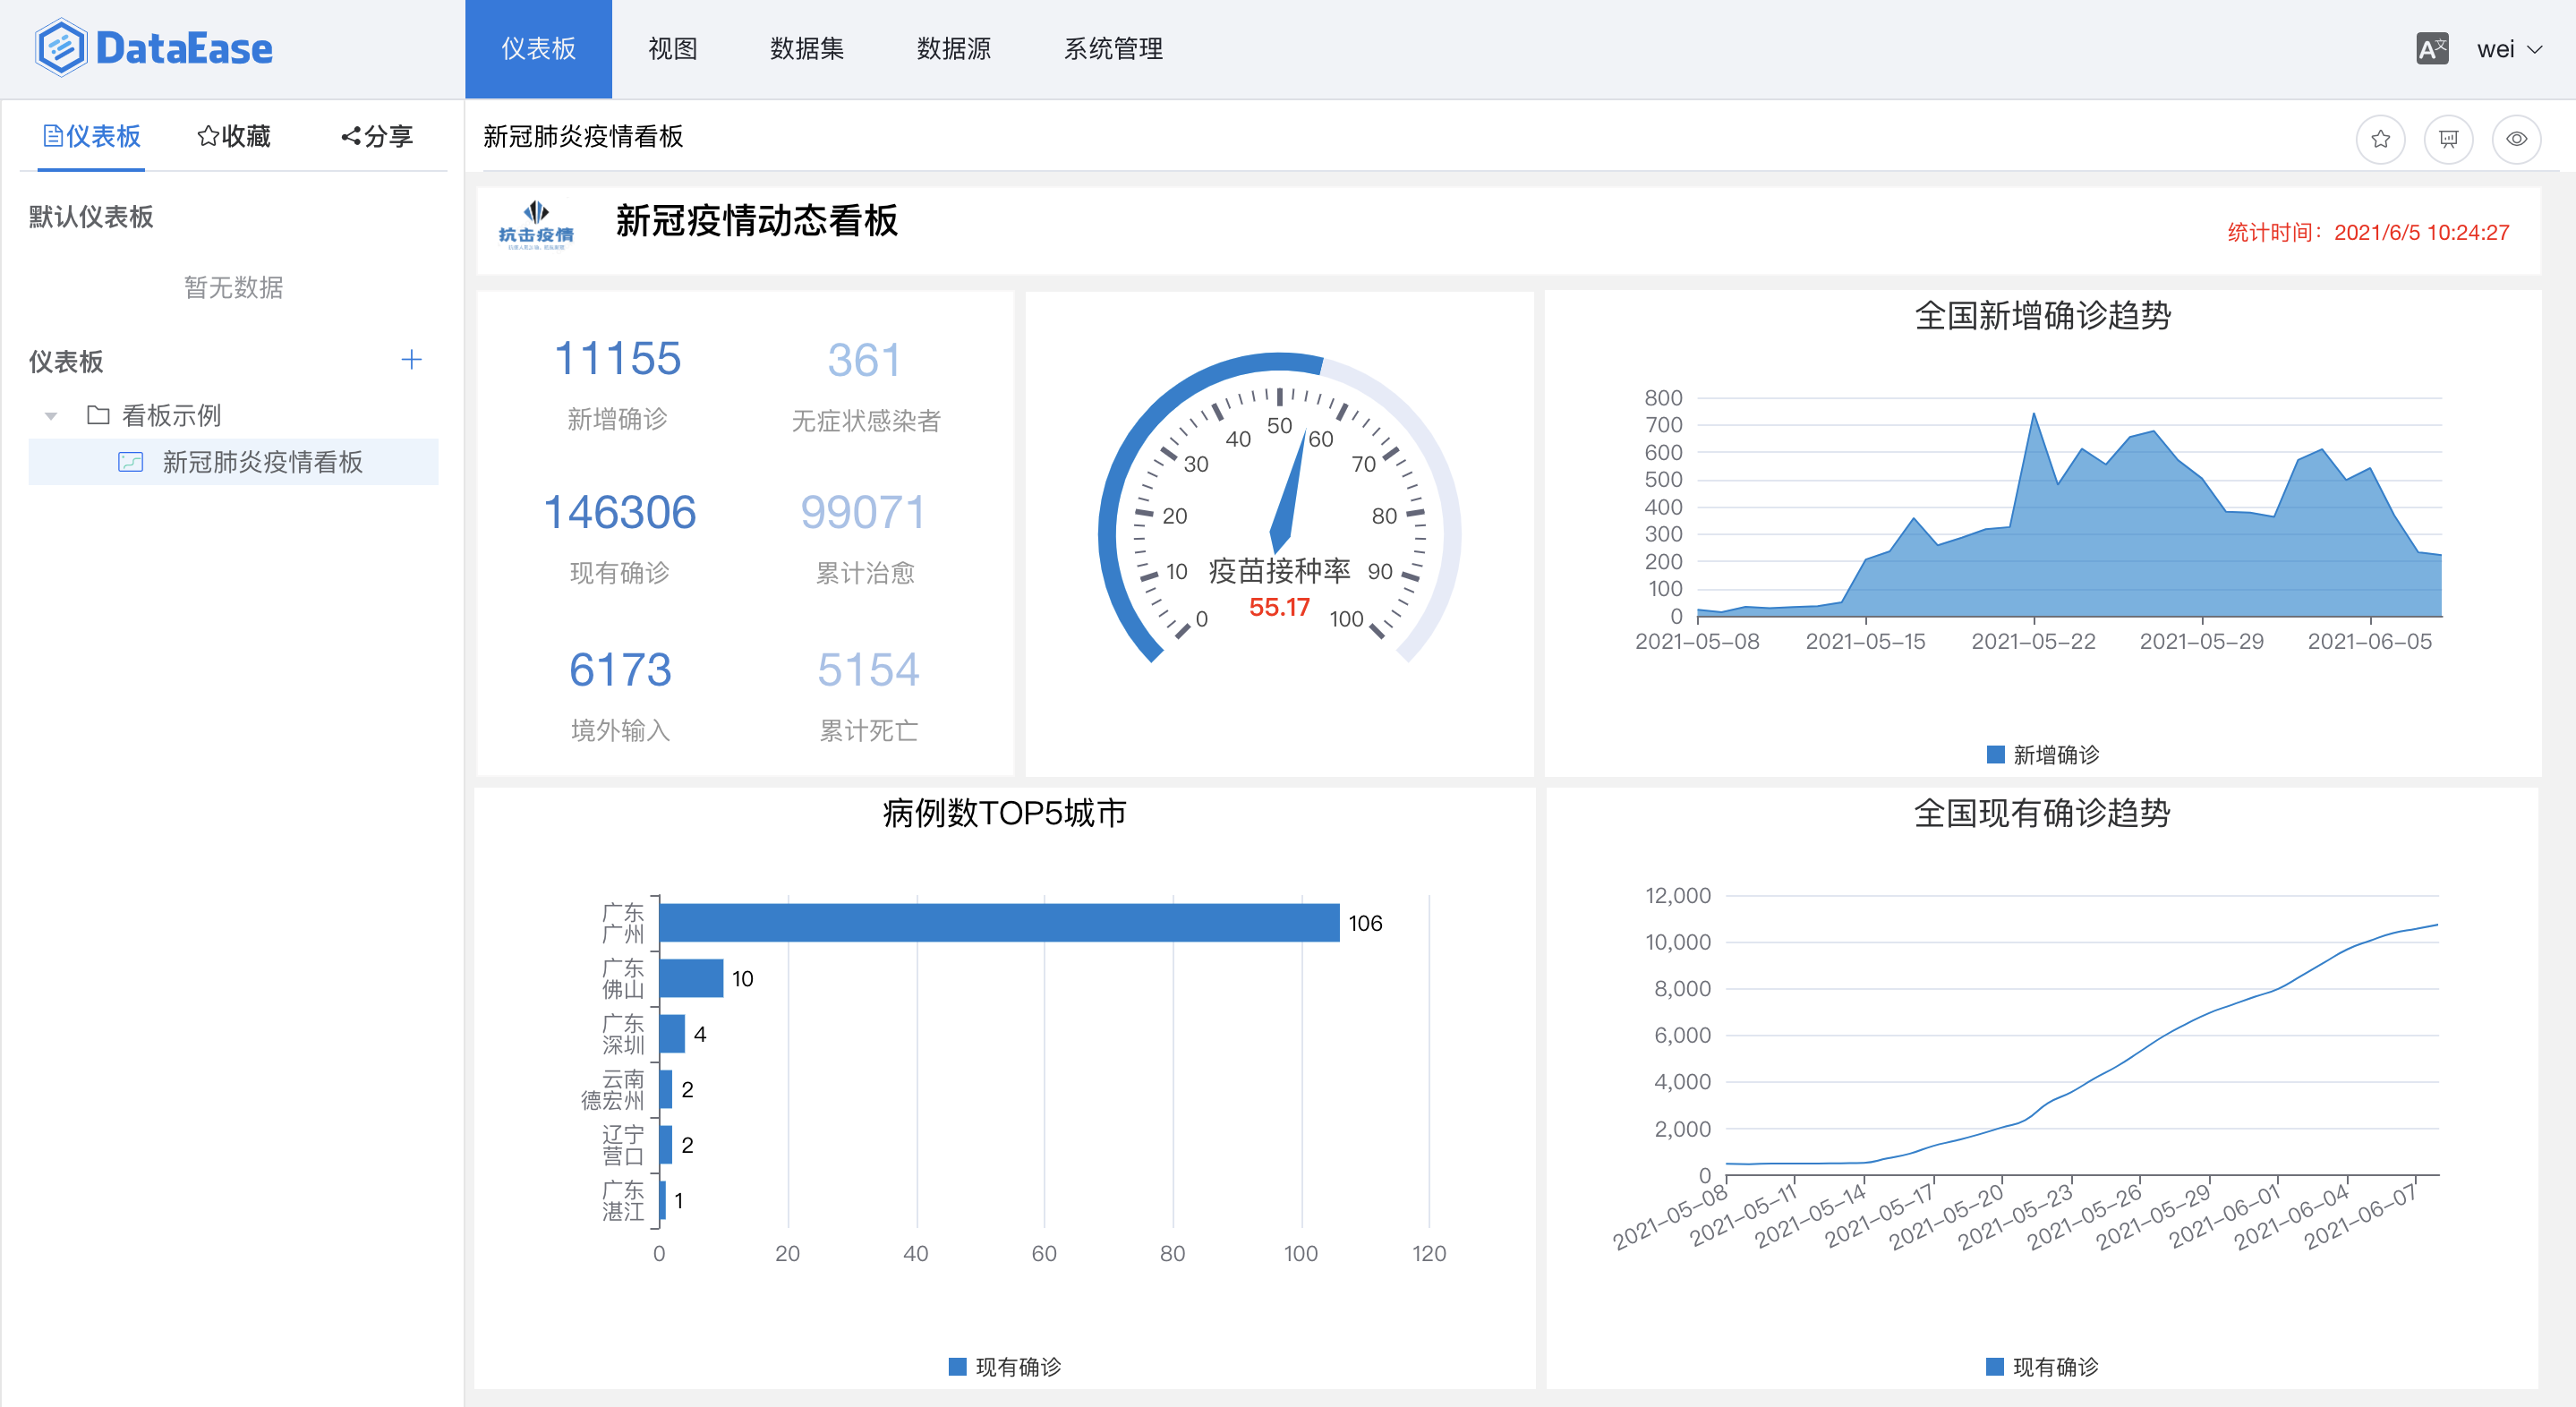 DataEase
仪表板 视图 数据集 数据源 系统管理
wei
仪表板 收藏 分享
新冠肺炎疫情看板
默认仪表板
暂无数据
仪表板
看板示例
新冠肺炎疫情看板
抗击疫情
新冠疫情动态看板
统计时间：2021/6/5 10:24:27
11155
新增确诊
361
无症状感染者
146306
现有确诊
99071
累计治愈
6173
境外输入
5154
累计死亡
0
10
20
30
40
50
60
70
80
90
100
疫苗接种率
55.17
全国新增确诊趋势
800
700
600
500
400
300
200
100
0
2021-05-08 2021-05-15 2021-05-22 2021-05-29 2021-06-05
新增确诊
病例数TOP5城市
广东
广州
106
广东
佛山
10
广东
深圳
4
云南
德宏州
2
辽宁
营口
2
广东
湛江
1
0 20 40 60 80 100 120
现有确诊
全国现有确诊趋势
12,000
10,000
8,000
6,000
4,000
2,000
0
2021-05-08 2021-05-11 2021-05-14 2021-05-17 2021-05-20 2021-05-23 2021-05-26 2021-05-29 2021-06-01 2021-06-04 2021-06-07
现有确诊